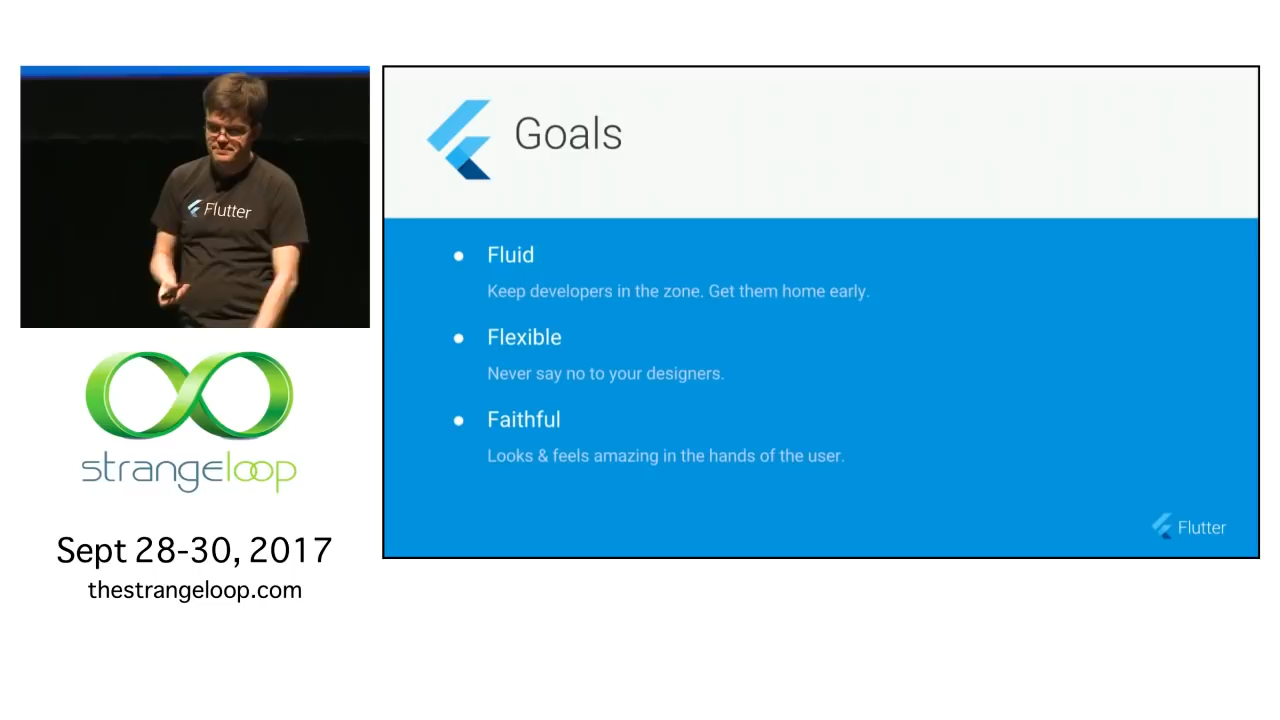 Flutter
strangeloop
Sept 28-30, 2017
thestrangeloop.com
Goals
Fluid
Keep developers in the zone. Get them home early.
Flexible
Never say no to your designers.
Faithful
Looks & feels amazing in the hands of the user.
Flutter